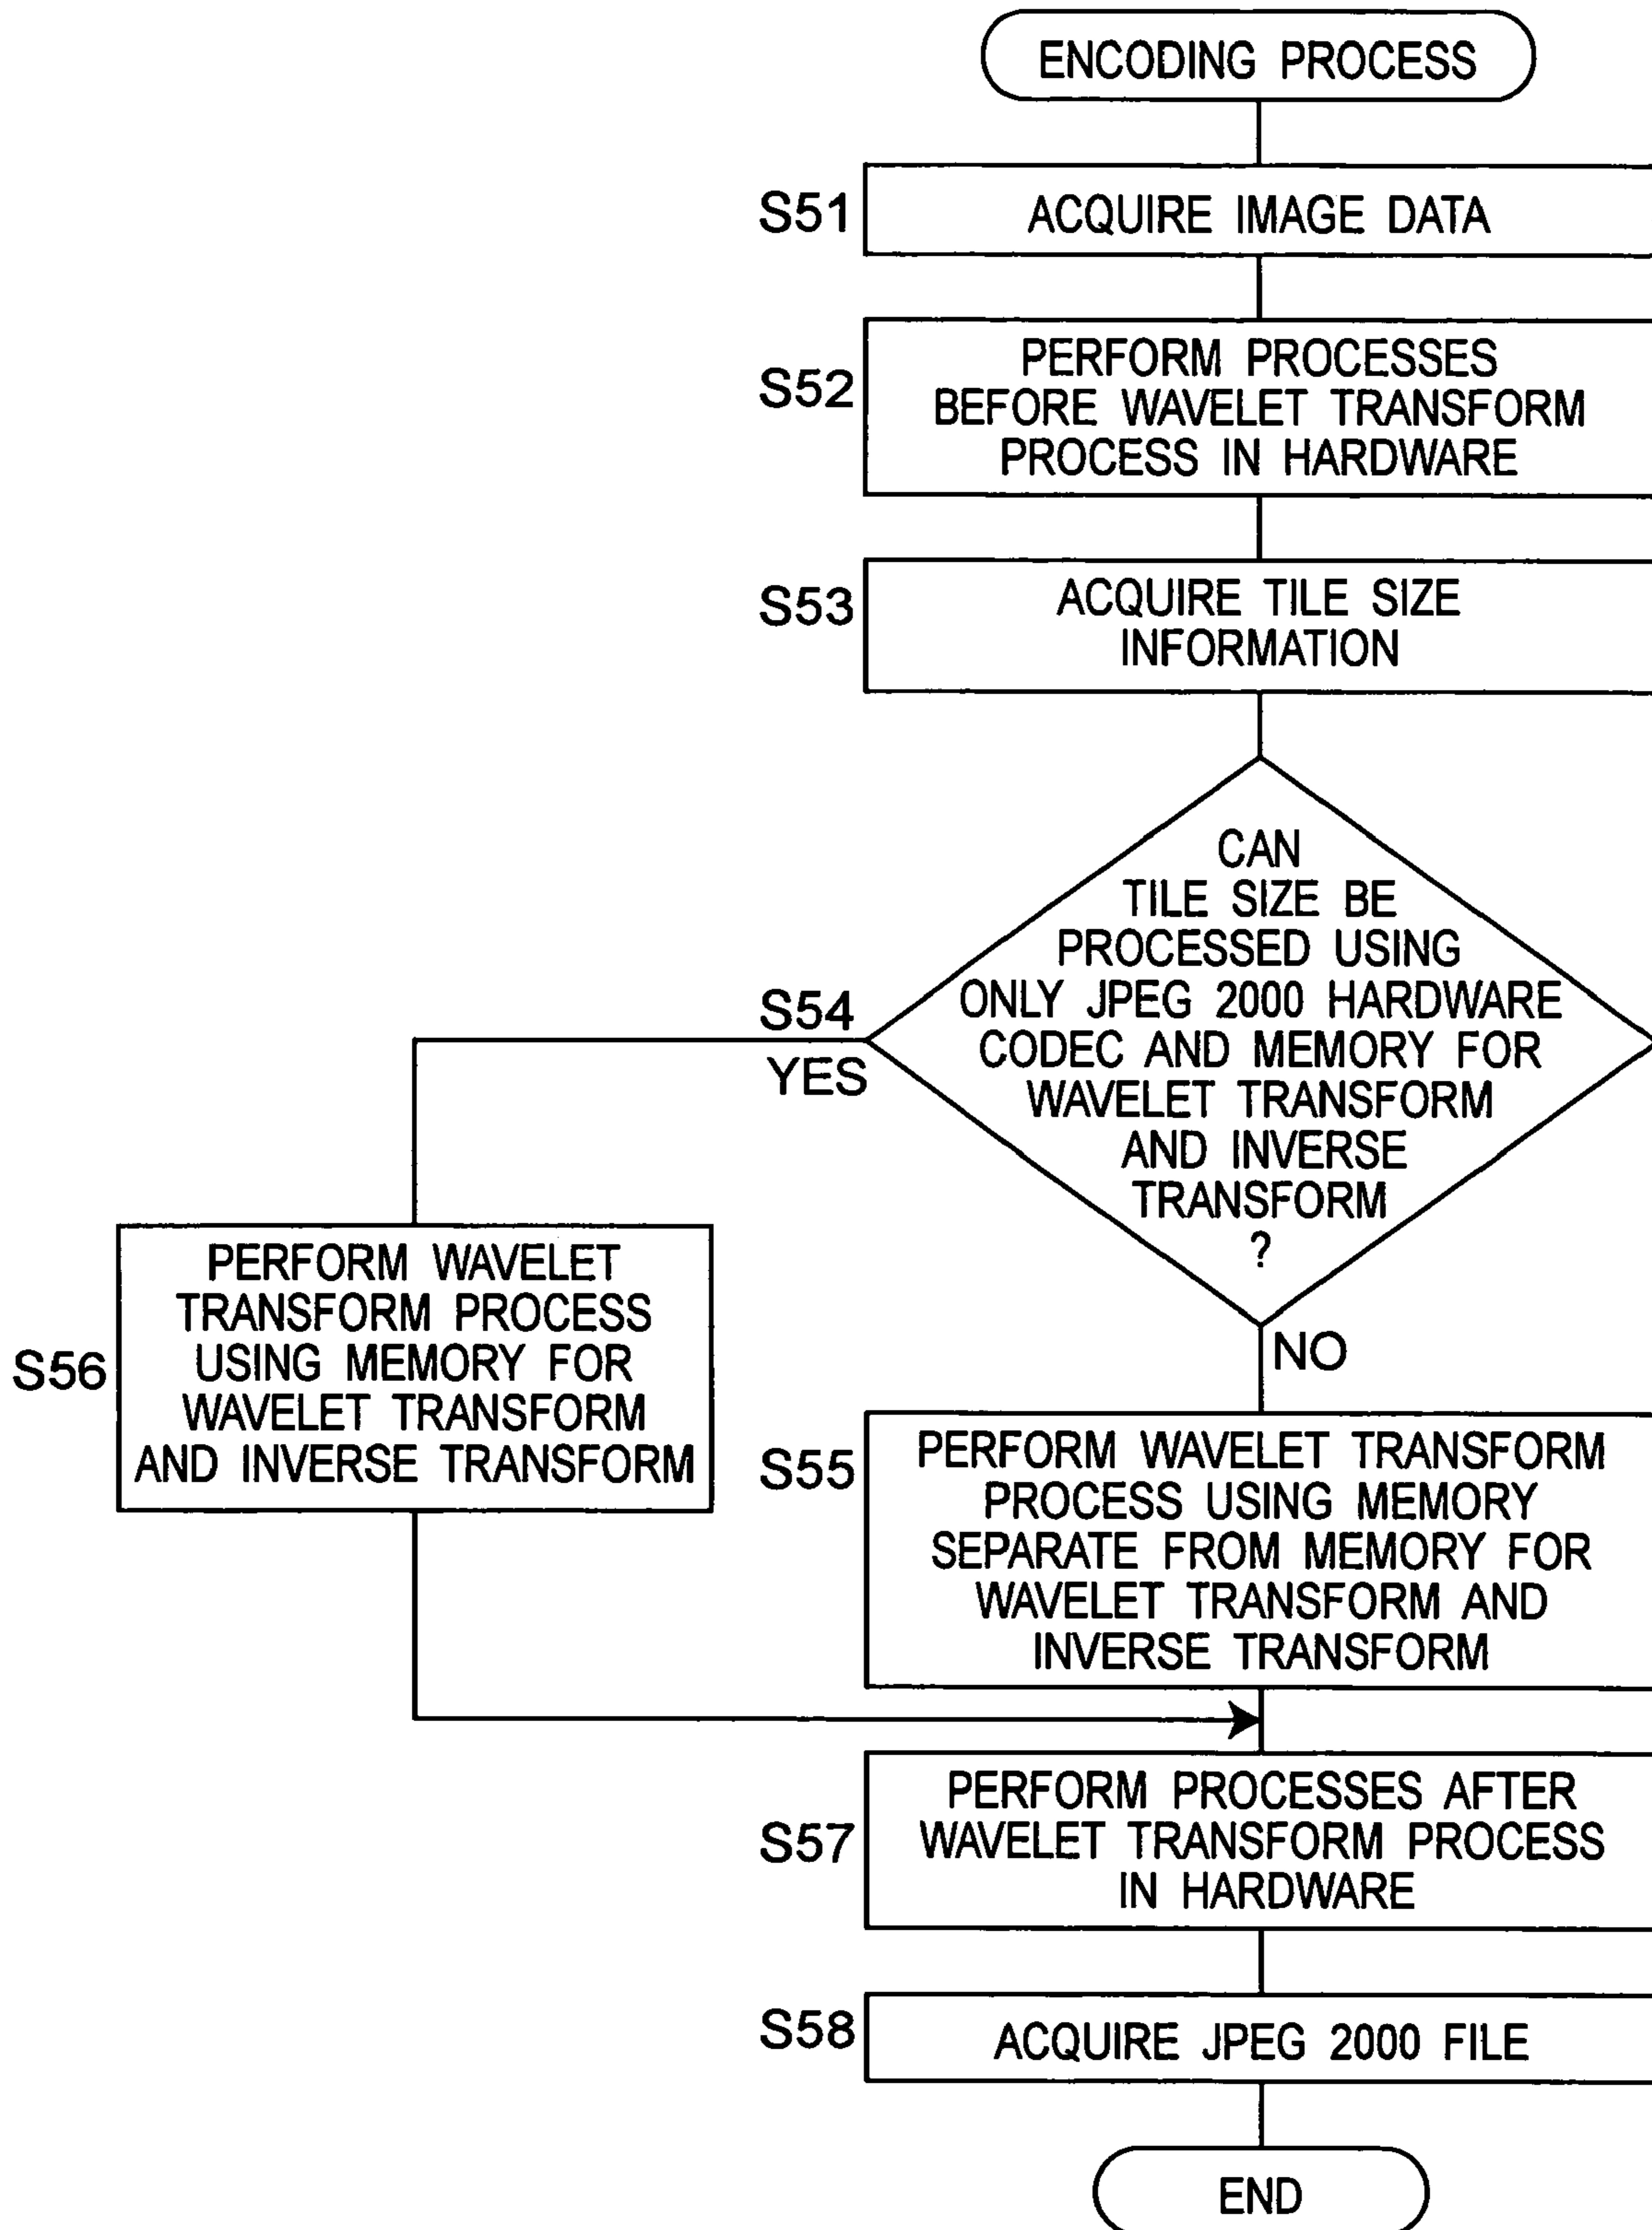 ENCODING PROCESS
S51
ACQUIRE IMAGE DATA
S52
PERFORM PROCESSES
BEFORE WAVELET TRANSFORM
PROCESS IN HARDWARE
S53
ACQUIRE TILE SIZE
INFORMATION
S54
CAN
TILE SIZE BE
PROCESSED USING
ONLY JPEG 2000 HARDWARE
CODEC AND MEMORY FOR
WAVELET TRANSFORM
AND INVERSE
TRANSFORM
?
YES
NO
S56
PERFORM WAVELET
TRANSFORM PROCESS
USING MEMORY FOR
WAVELET TRANSFORM
AND INVERSE TRANSFORM
S55
PERFORM WAVELET TRANSFORM
PROCESS USING MEMORY
SEPARATE FROM MEMORY FOR
WAVELET TRANSFORM AND
INVERSE TRANSFORM
S57
PERFORM PROCESSES AFTER
WAVELET TRANSFORM PROCESS
IN HARDWARE
S58
ACQUIRE JPEG 2000 FILE
END